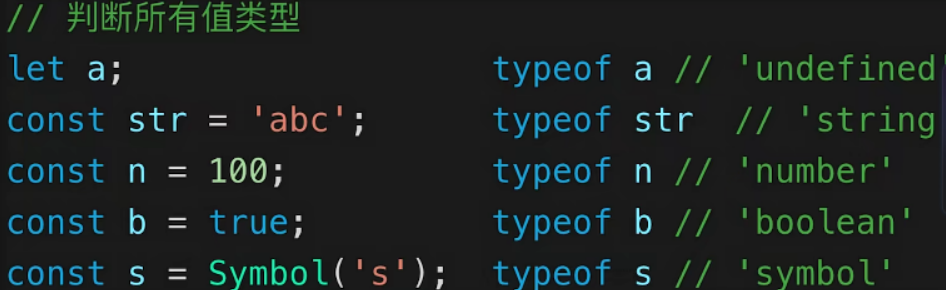 // 判断所有值类型
let a; typeof a // 'undefined'
const str = 'abc'; typeof str // 'string
const n = 100; typeof n // 'number'
const b = true; typeof b // 'boolean'
const s = Symbol('s'); typeof s // 'symbol'